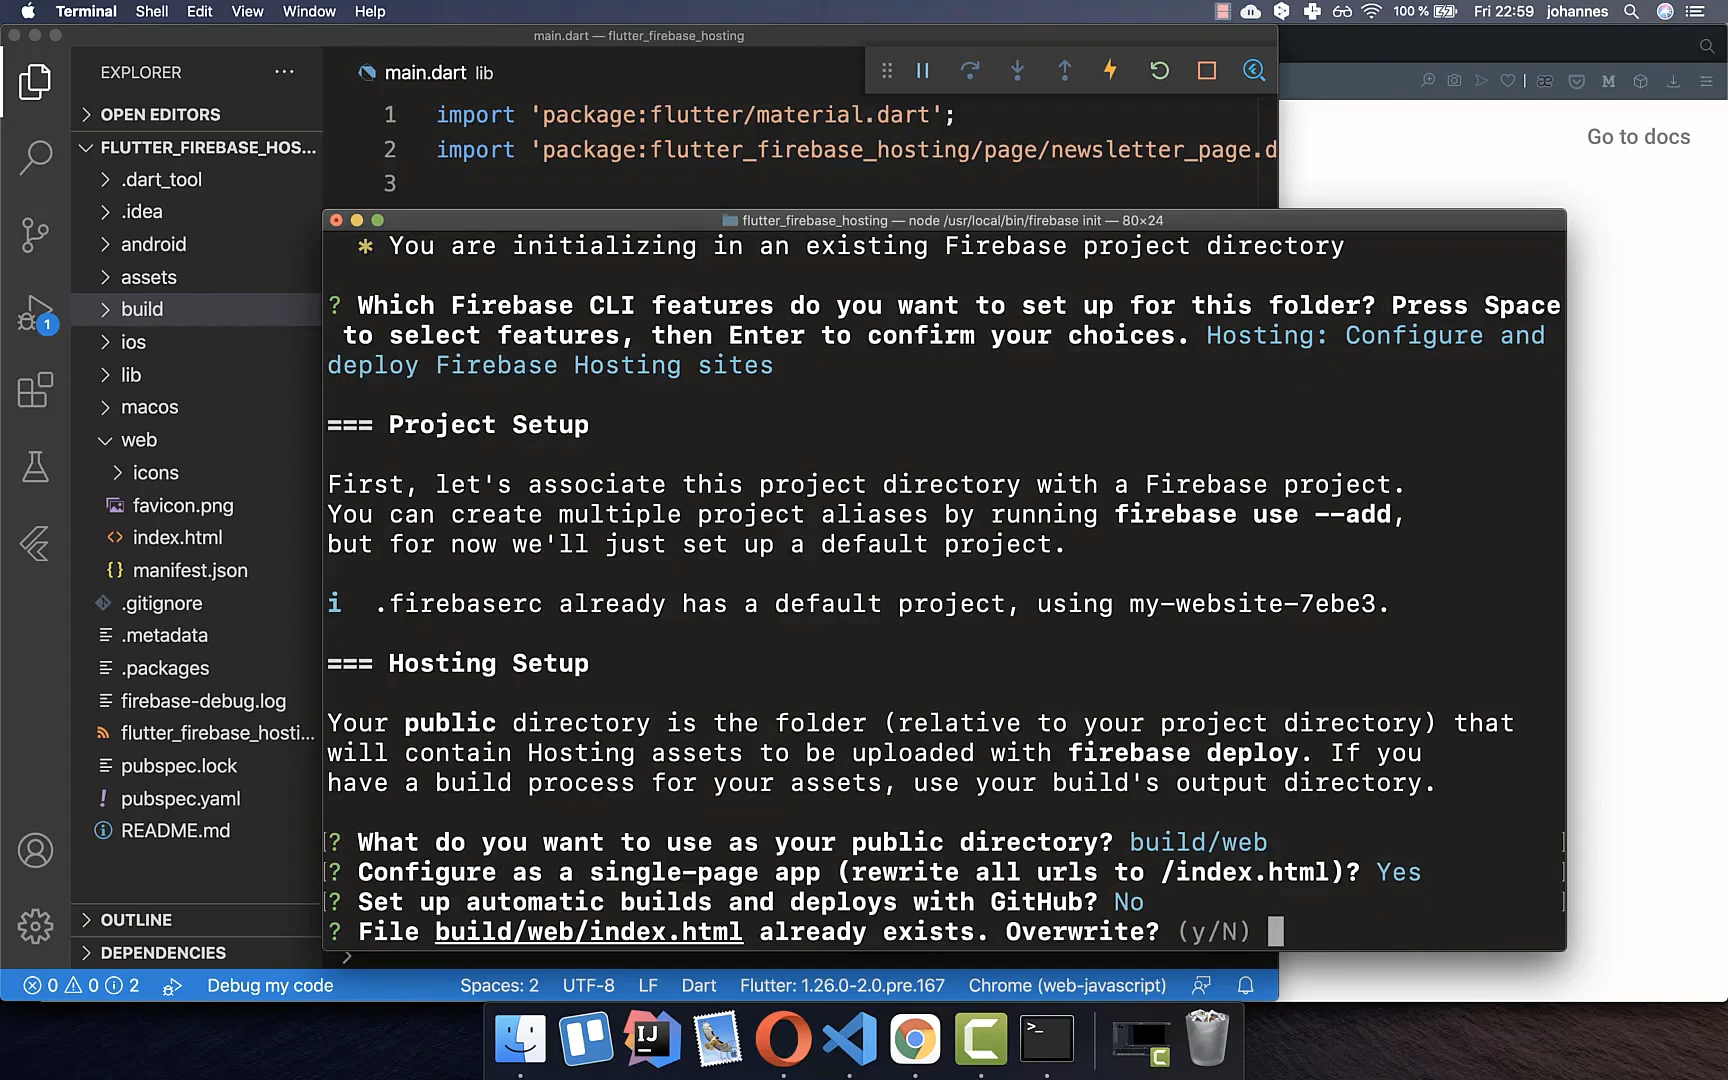 Terminal Shell Edit View Window Help 100 % Fri 22:59 johannes
main.dart — flutter_firebase_hosting
EXPLORER
main.dart lib
OPEN EDITORS
1 import 'package:flutter/material.dart';
FLUTTER_FIREBASE_HOS...
2 import 'package:flutter_firebase_hosting/page/newsletter_page.d
3
Go to docs
.dart_tool
.idea
android
assets
build
ios
lib
macos
web
icons
favicon.png
index.html
manifest.json
.gitignore
.metadata
.packages
firebase-debug.log
flutter_firebase_hosti...
pubspec.lock
pubspec.yaml
README.md
OUTLINE
DEPENDENCIES
1
flutter_firebase_hosting — node /usr/local/bin/firebase init — 80×24
* You are initializing in an existing Firebase project directory
? Which Firebase CLI features do you want to set up for this folder? Press Space
to select features, then Enter to confirm your choices. Hosting: Configure and
deploy Firebase Hosting sites
=== Project Setup
First, let's associate this project directory with a Firebase project.
You can create multiple project aliases by running firebase use --add,
but for now we'll just set up a default project.
i .firebaserc already has a default project, using my-website-7ebe3.
=== Hosting Setup
Your public directory is the folder (relative to your project directory) that
will contain Hosting assets to be uploaded with firebase deploy. If you
have a build process for your assets, use your build's output directory.
? What do you want to use as your public directory? build/web
? Configure as a single-page app (rewrite all urls to /index.html)? Yes
? Set up automatic builds and deploys with GitHub? No
? File build/web/index.html already exists. Overwrite? (y/N)
0 0 2 Debug my code Spaces: 2 UTF-8 LF Dart Flutter: 1.26.0-2.0.pre.167 Chrome (web-javascript)